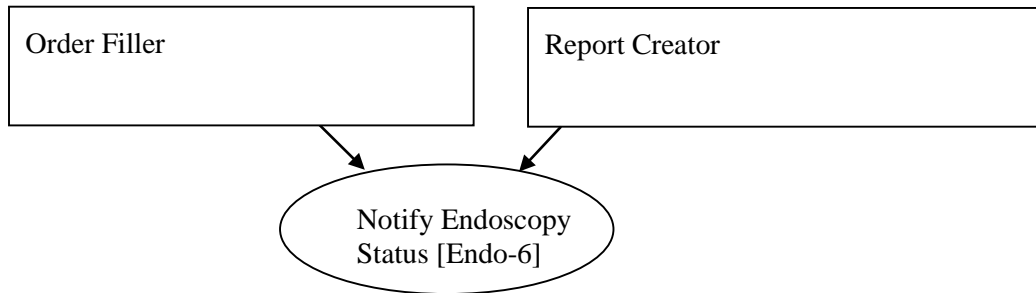 Order Filler
Report Creator
Notify Endoscopy
Status [Endo-6]